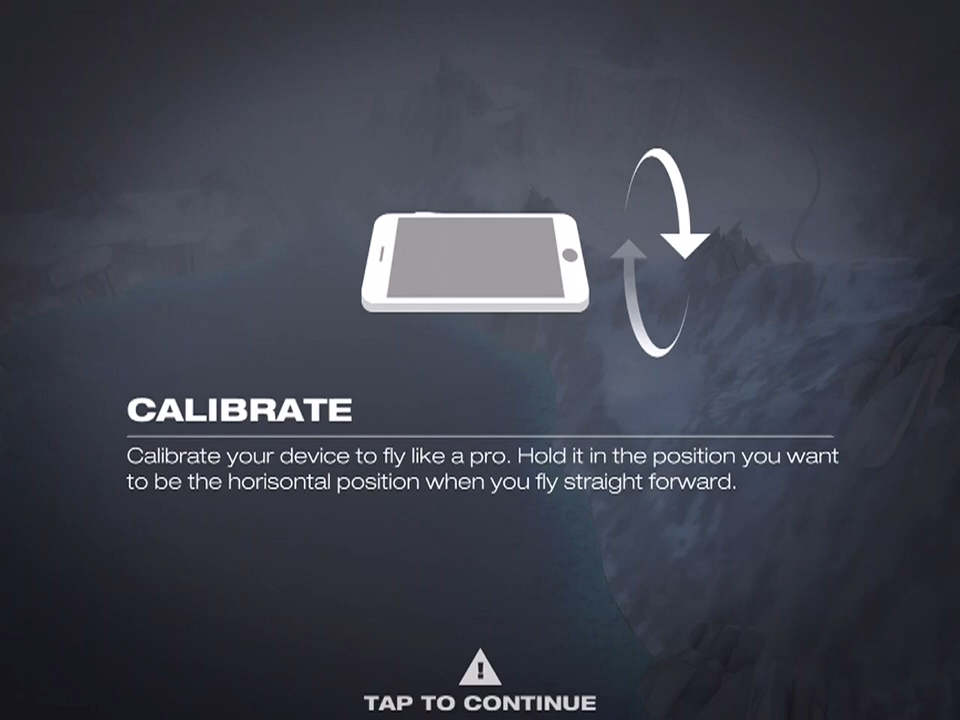 CALIBRATE
Calibrate your device to fly like a pro. Hold it in the position you want
to be the horisontal position when you fly straight forward.
!
TAP TO CONTINUE